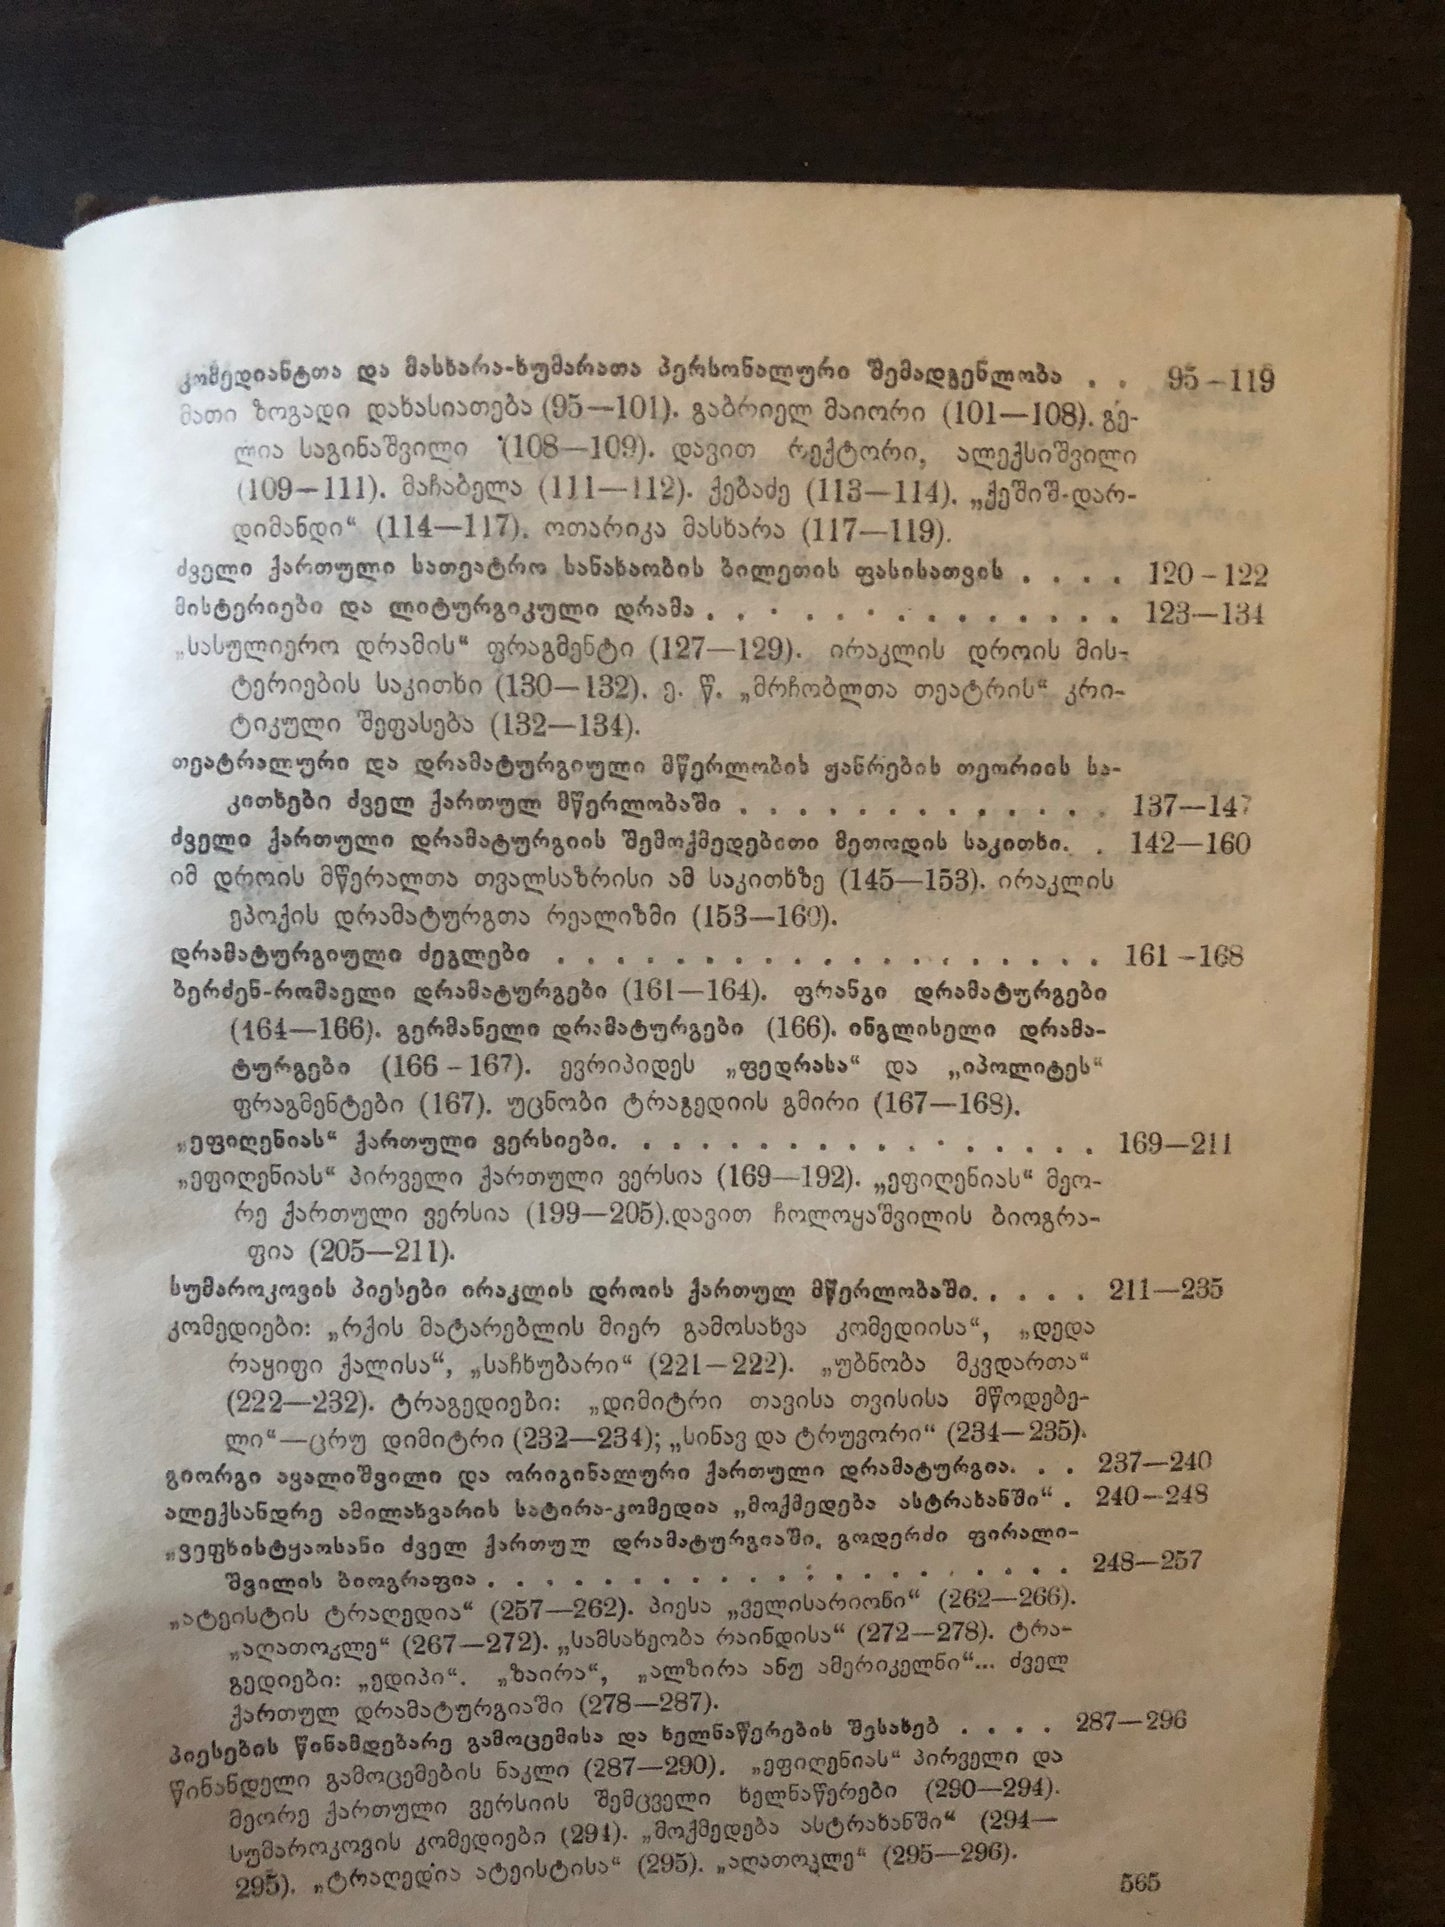 კომედიანტთა და მასხარა-ხუმარათა პერსონალური შემადგენლობა . . 95–119
მათი ზოგადი დახასიათება (95—101). გაბრიელ მაიორი (101—108). გე-
ლია საგინაშვილი (108—109). დავით რექტორი, ალექსიშვილი
(109—111). მაჩაბელა (111—112). ქებაძე (113—114). „ქეშიშ-დარ-
დიმანდი“ (114—117). ოთარიკა მასხარა (117—119).
ძველი ქართული სათეატრო სანახაობის ბილეთის ფასისათვის . . . . 120–122
მისტერიები და ლიტურგიკული დრამა . . . . . . . . . . . . . . 123—134
„სასულიერო დრამის“ ფრაგმენტი (127—129). ირაკლის დროის მის-
ტერიების საკითხი (130—132). ე. წ. „მრჩობლთა თეატრის“ კრი-
ტიკული შეფასება (132—134).
თეატრალური და დრამატურგიული მწერლობის ჟანრების თეორიის სა-
კითხები ძველ ქართულ მწერლობაში . . . . . . . . . . . . . 137—147
ძველი ქართული დრამატურგიის შემოქმედებითი მეთოდის საკითხი. . 142—160
იმ დროის მწერალთა თვალსაზრისი ამ საკითხზე (145—153). ირაკლის
ეპოქის დრამატურგთა რეალიზმი (153—160).
დრამატურგიული ძეგლები . . . . . . . . . . . . . . . . . . . 161–168
ბერძენ-რომაელი დრამატურგები (161—164). ფრანგი დრამატურგები
(164—166). გერმანელი დრამატურგები (166). ინგლისელი დრამა-
ტურგები (166–167). ევრიპიდეს „ფედრასა“ და „იპოლიტეს“
ფრაგმენტები (167). უცნობი ტრაგედიის გმირი (167—168).
„ეფიღენიას“ ქართული ვერსიები. . . . . . . . . . . . . . . . . 169—211
„ეფიღენიას“ პირველი ქართული ვერსია (169—192). „ეფიღენიას“ მეო-
რე ქართული ვერსია (199—205).დავით ჩოლოყაშვილის ბიოგრა-
ფია (205—211).
სუმაროკოვის პიესები ირაკლის დროის ქართულ მწერლობაში. . . . . 211—235
კომედიები: „რქის მატარებლის მიერ გამოსახვა კომედიისა“, „დედა
რაყიფი ქალისა“, „საჩხუბარი“ (221—222). „უბნობა მკვდართა“
(222—232). ტრაგედიები: „დიმიტრი თავისა თვისისა მწოდებე-
ლი“—ცრუ დიმიტრი (232—234); „სინავ და ტრუვორი“ (234—235).
გიორგი ავალიშვილი და ორიგინალური ქართული დრამატურგია. . . 237—240
ალექსანდრე ამილახვარის სატირა-კომედია „მოქმედება ასტრახანში“ . 240—248
„ვეფხისტყაოსანი ძველ ქართულ დრამატურგიაში. გოდერძი ფირალი-
შვილის ბიოგრაფია . . . . . . . . . . . . . . . . . . . . 248—257
„ატეისტის ტრაღედია“ (257—262). პიესა „ველისარიონი“ (262—266).
„აღათოკლე“ (267—272). „სამსახეობა რაინდისა“ (272—278). ტრა-
გედიები: „ედიპი“. „ზაირა“, „ალზირა ანუ ამერიკელნი“... ძველ
ქართულ დრამატურგიაში (278—287).
პიესების წინამდებარე გამოცემისა და ხელნაწერების შესახებ . . . . 287—296
წინანდელი გამოცემების ნაკლი (287—290). „ეფიღენიას“ პირველი და
მეორე ქართული ვერსიის შემცველი ხელნაწერები (290—294).
სუმაროკოვის კომედიები (294). „მოქმედება ასტრახანში“ (294—
295). „ტრაღედია ატეისტისა“ (295). „აღათოკლე“ (295—296).
565